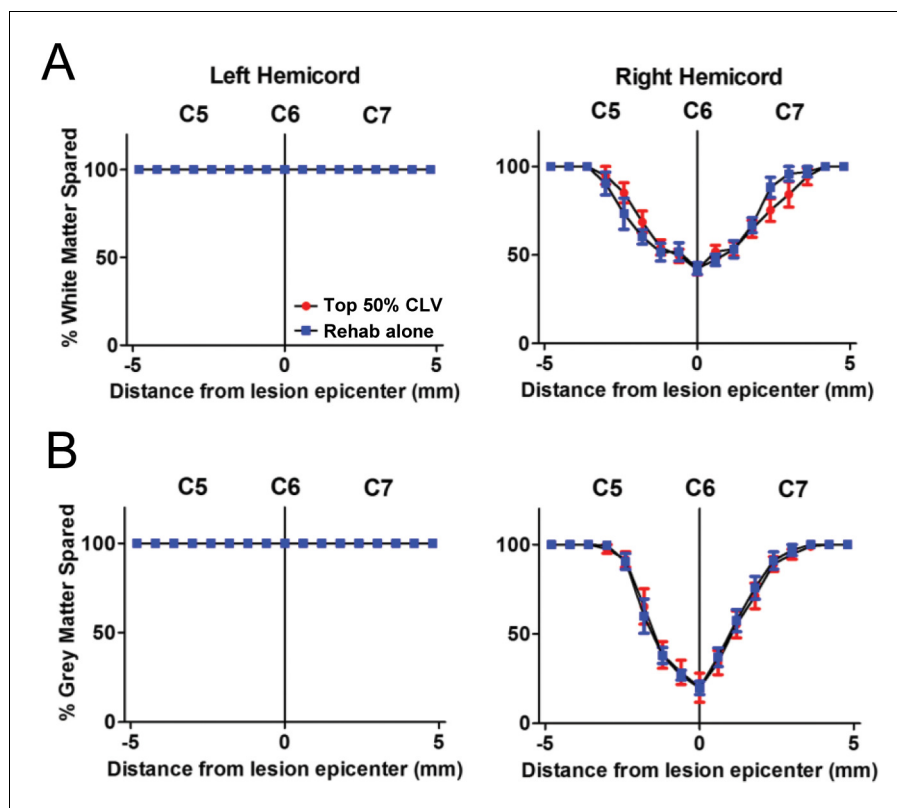 A
Left Hemicord
C5 C6 C7
% White Matter Spared
100
50
0
Top 50% CLV
Rehab alone
-5 0 5
Distance from lesion epicenter (mm)
Right Hemicord
C5 C6 C7
100
50
0
-5 0 5
Distance from lesion epicenter (mm)
B
C5 C6 C7
% Grey Matter Spared
100
50
0
-5 0 5
Distance from lesion epicenter (mm)
C5 C6 C7
100
50
0
-5 0 5
Distance from lesion epicenter (mm)